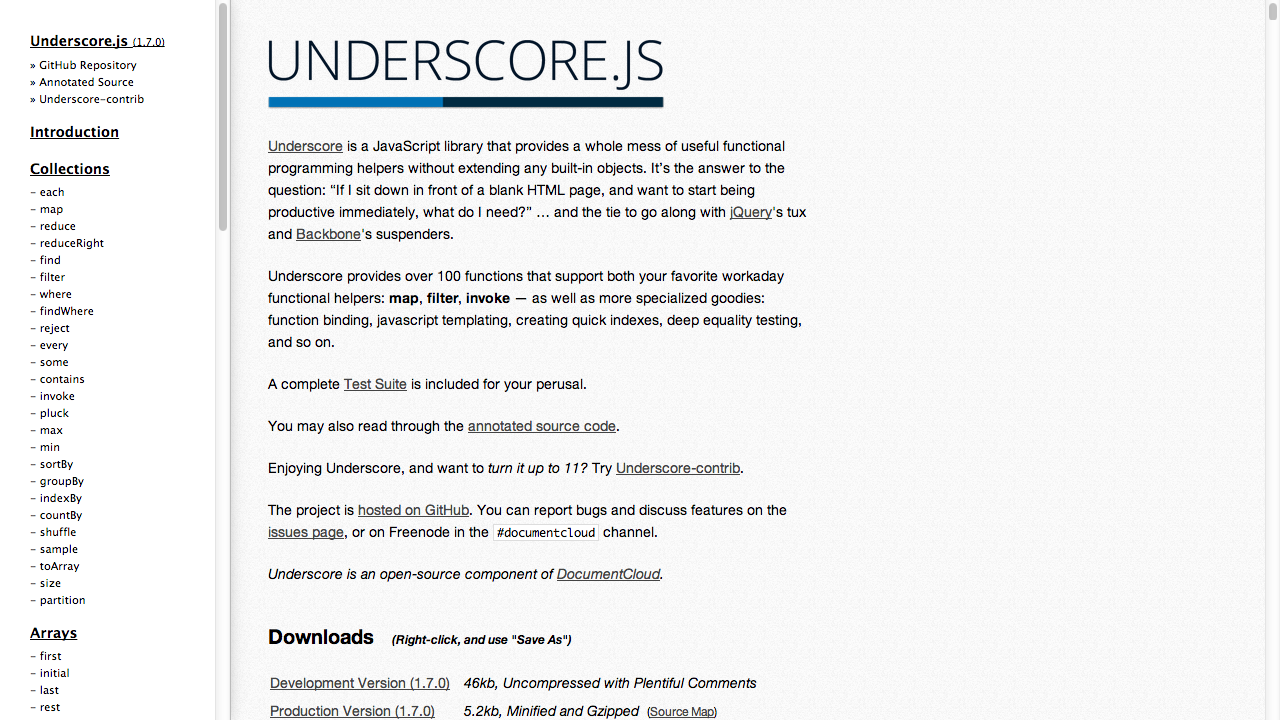 Underscore.js (1.7.0)
» GitHub Repository
» Annotated Source
» Underscore-contrib
Introduction
Collections
- each
- map
- reduce
- reduceRight
- find
- filter
- where
- findWhere
- reject
- every
- some
- contains
- invoke
- pluck
- max
- min
- sortBy
- groupBy
- indexBy
- countBy
- shuffle
- sample
- toArray
- size
- partition
Arrays
- first
- initial
- last
- rest
UNDERSCORE.JS
Underscore is a JavaScript library that provides a whole mess of useful functional
programming helpers without extending any built-in objects. It’s the answer to the
question: “If I sit down in front of a blank HTML page, and want to start being
productive immediately, what do I need?” … and the tie to go along with jQuery's tux
and Backbone's suspenders.
Underscore provides over 100 functions that support both your favorite workaday
functional helpers: map, filter, invoke — as well as more specialized goodies:
function binding, javascript templating, creating quick indexes, deep equality testing,
and so on.
A complete Test Suite is included for your perusal.
You may also read through the annotated source code.
Enjoying Underscore, and want to turn it up to 11? Try Underscore-contrib.
The project is hosted on GitHub. You can report bugs and discuss features on the
issues page, or on Freenode in the #documentcloud channel.
Underscore is an open-source component of DocumentCloud.
Downloads (Right-click, and use "Save As")
Development Version (1.7.0) 46kb, Uncompressed with Plentiful Comments
Production Version (1.7.0) 5.2kb, Minified and Gzipped (Source Map)